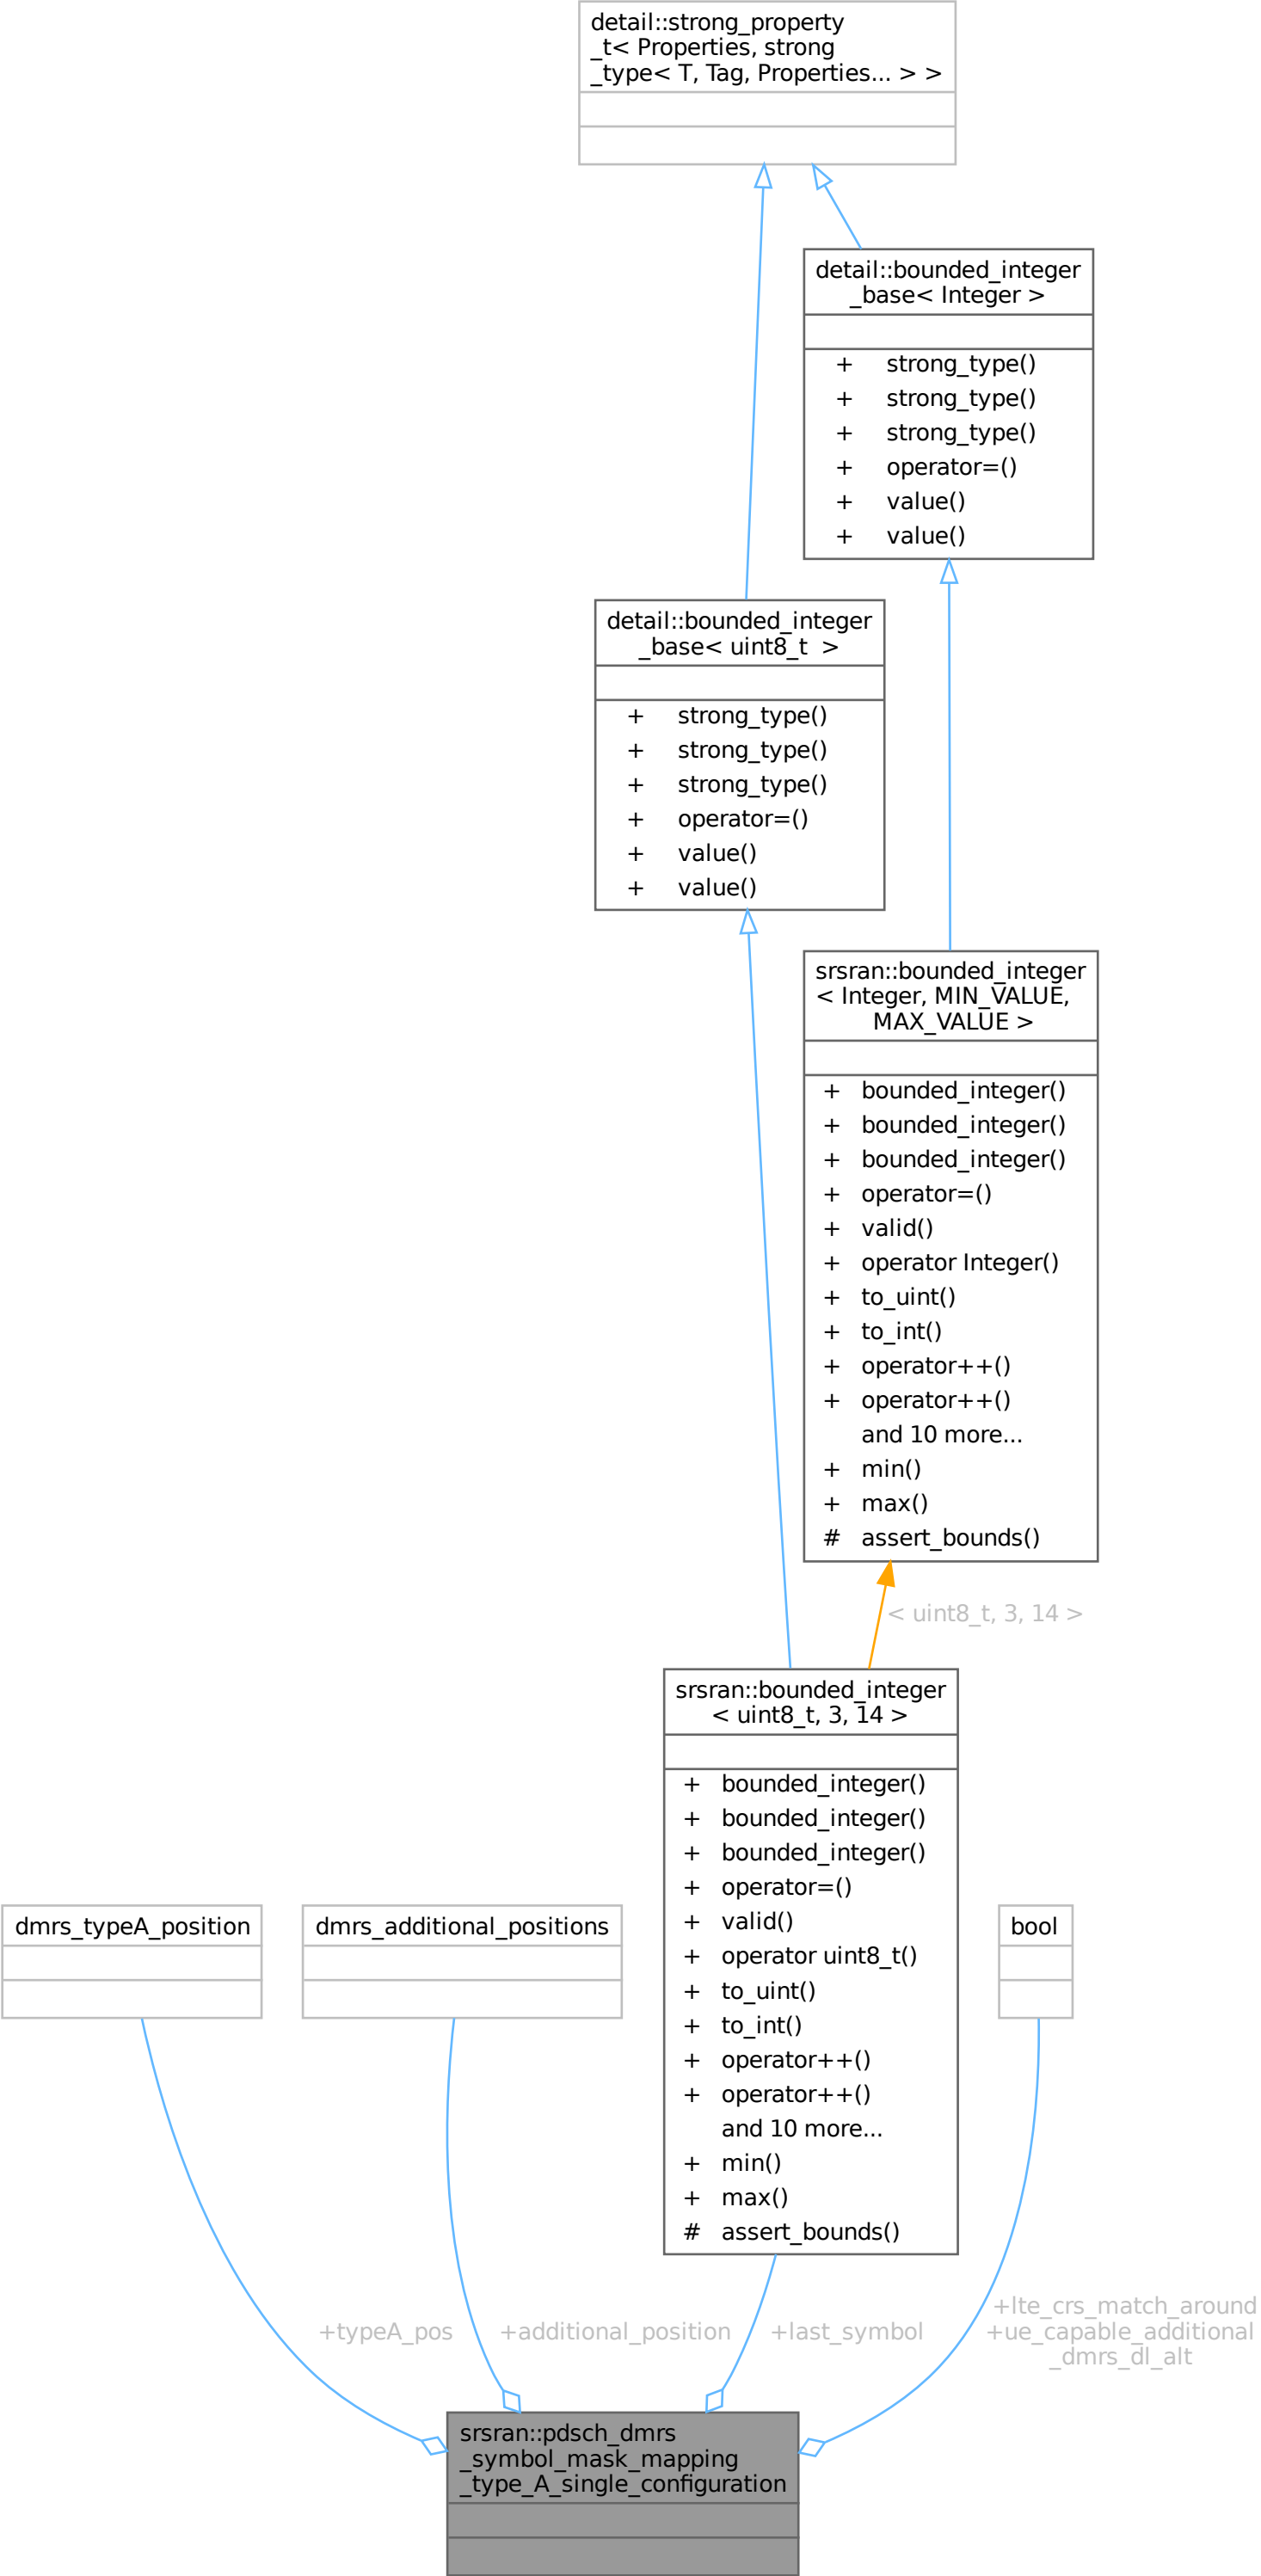 detail::strong_property
_t< Properties, strong
_type< T, Tag, Properties... > >
detail::bounded_integer
_base< Integer >
+ strong_type()
+ strong_type()
+ strong_type()
+ operator=()
+ value()
+ value()
detail::bounded_integer
_base< uint8_t >
+ strong_type()
+ strong_type()
+ strong_type()
+ operator=()
+ value()
+ value()
srsran::bounded_integer
< Integer, MIN_VALUE,
MAX_VALUE >
+ bounded_integer()
+ bounded_integer()
+ bounded_integer()
+ operator=()
+ valid()
+ operator Integer()
+ to_uint()
+ to_int()
+ operator++()
+ operator++()
and 10 more...
+ min()
+ max()
# assert_bounds()
< uint8_t, 3, 14 >
srsran::bounded_integer
< uint8_t, 3, 14 >
+ bounded_integer()
+ bounded_integer()
+ bounded_integer()
+ operator=()
+ valid()
+ operator uint8_t()
+ to_uint()
+ to_int()
+ operator++()
+ operator++()
and 10 more...
+ min()
+ max()
# assert_bounds()
dmrs_typeA_position
dmrs_additional_positions
bool
+typeA_pos
+additional_position
+last_symbol
+lte_crs_match_around
+ue_capable_additional
_dmrs_dl_alt
srsran::pdsch_dmrs
_symbol_mask_mapping
_type_A_single_configuration